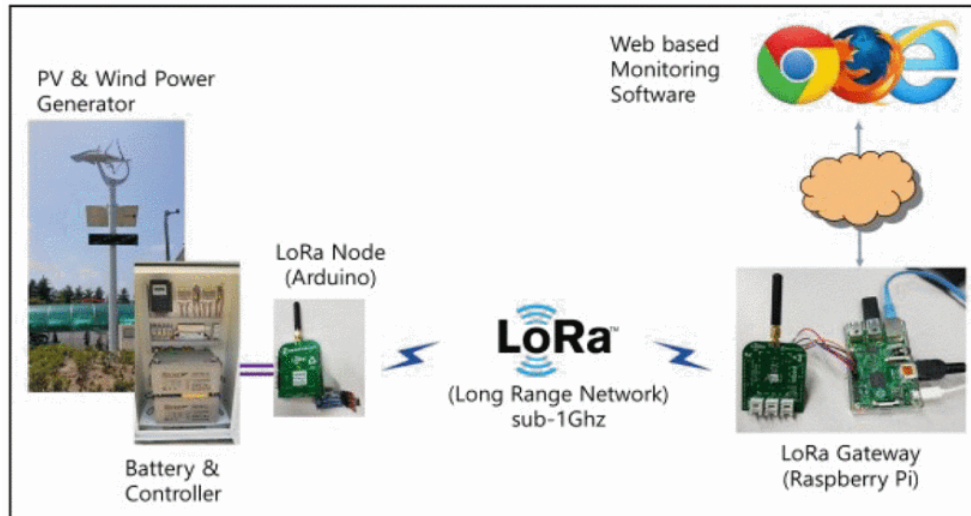 PV & Wind Power
Generator
LoRa Node
(Arduino)
Battery &
Controller
LoRa™
(Long Range Network)
sub-1Ghz
Web based
Monitoring
Software
LoRa Gateway
(Raspberry Pi)